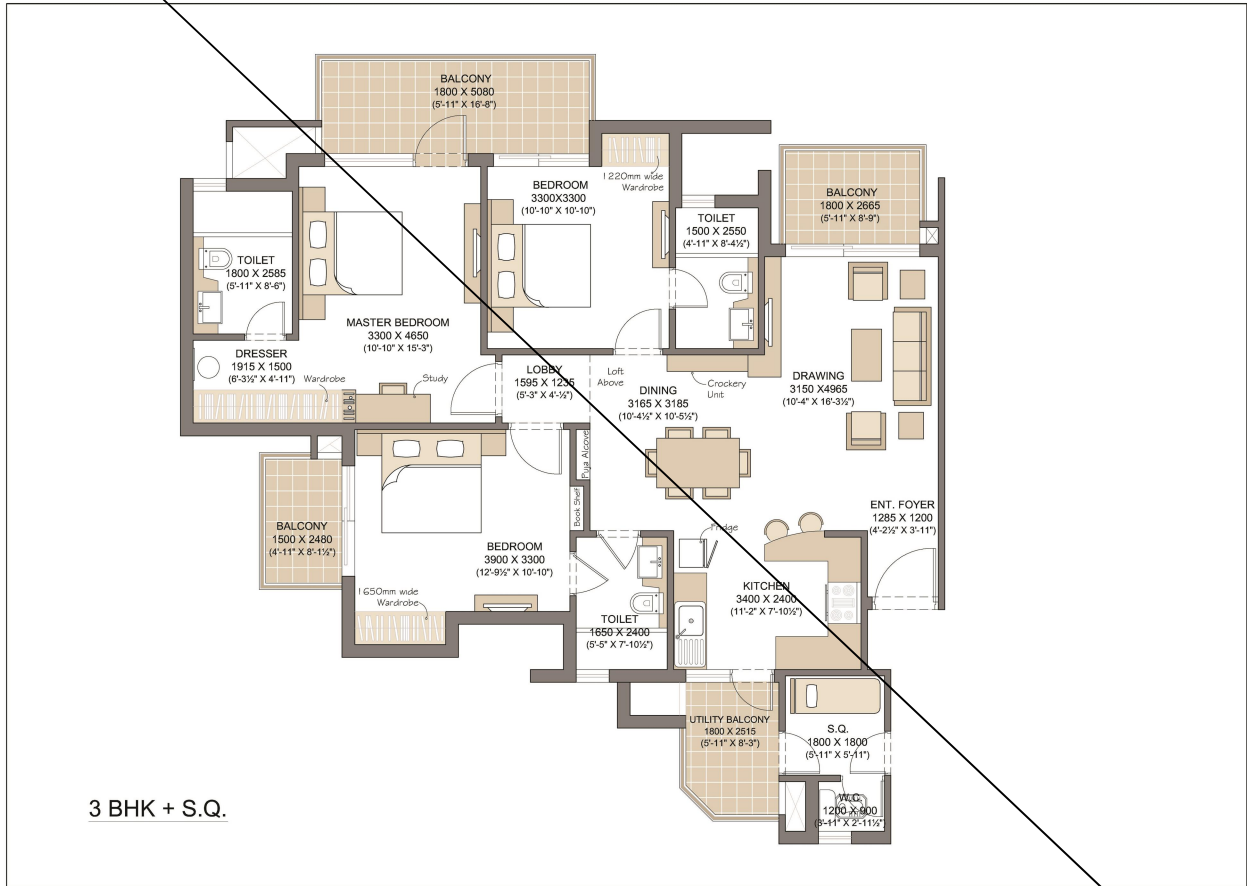 BALCONY
1800 X 5080
(5'-11" X 16'-8")
1220mm wide
Wardrobe
BEDROOM
3300X3300
(10'-10" X 10'-10")
BALCONY
1800 X 2665
(5'-11" X 8'-9")
TOILET
1500 X 2550
(4'-11" X 8'-4½")
TOILET
1800 X 2585
(5'-11" X 8'-6")
MASTER BEDROOM
3300 X 4650
(10'-10" X 15'-3")
DRESSER
1915 X 1500
(6'-3½" X 4'-11")
Wardrobe
Study
LOBBY
1595 X 1235
(5'-3" X 4'-½")
Loft
Above
Crockery
Unit
DINING
3165 X 3185
(10'-4½" X 10'-5½")
DRAWING
3150 X4965
(10'-4" X 16'-3½")
Puja Alcove
Book Shelf
BALCONY
1500 X 2480
(4'-11" X 8'-1½")
BEDROOM
3900 X 3300
(12'-9½" X 10'-10")
1650mm wide
Wardrobe
ENT. FOYER
1285 X 1200
(4'-2½" X 3'-11")
Fridge
KITCHEN
3400 X 2400
(11'-2" X 7'-10½")
TOILET
1650 X 2400
(5'-5" X 7'-10½")
UTILITY BALCONY
1800 X 2515
(5'-11" X 8'-3")
S.Q.
1800 X 1800
(5'-11" X 5'-11")
W.C.
1200 X 900
(3'-11" X 2'-11½")
3 BHK + S.Q.